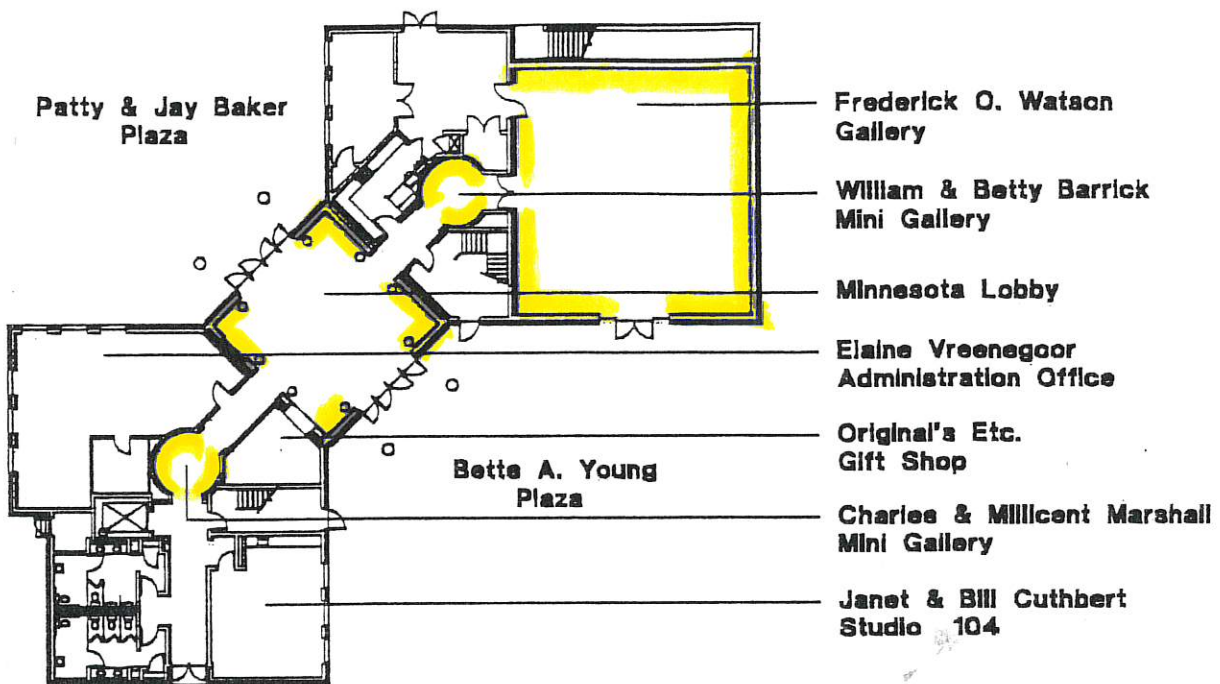 Patty & Jay Baker
Plaza
Frederick O. Watson
Gallery
William & Betty Barrick
Mini Gallery
Minnesota Lobby
Elaine Vreenegoor
Administration Office
Original's Etc.
Gift Shop
Bette A. Young
Plaza
Charles & Millicent Marshall
Mini Gallery
Janet & Bill Cuthbert
Studio 104